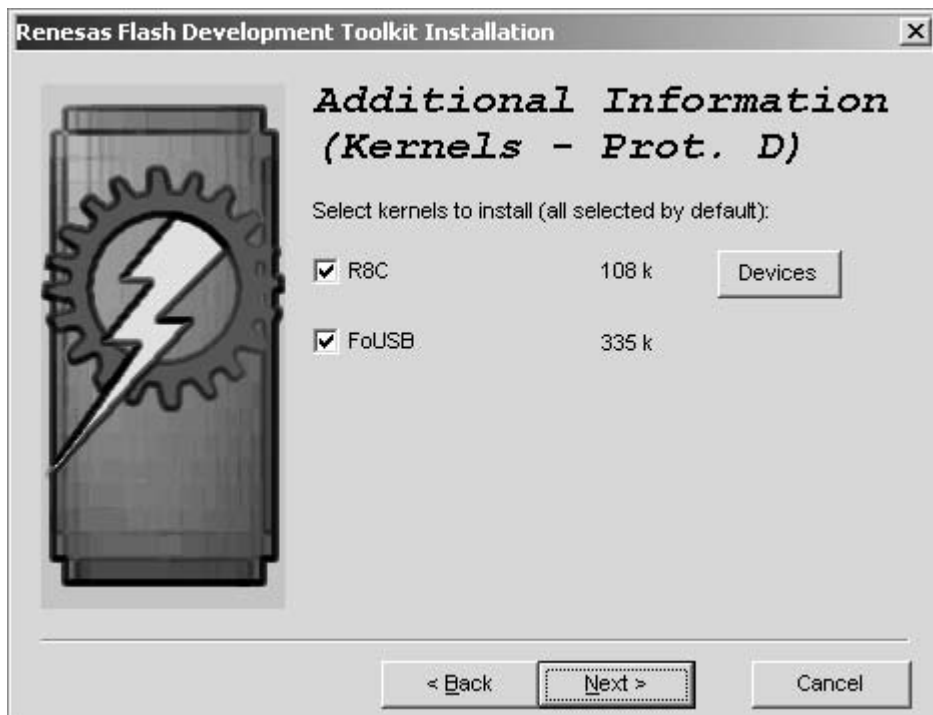 Renesas Flash Development Toolkit Installation
Additional Information
(Kernels - Prot. D)
Select kernels to install (all selected by default):
R8C 108 k Devices
FoUSB 335 k
< Back Next > Cancel